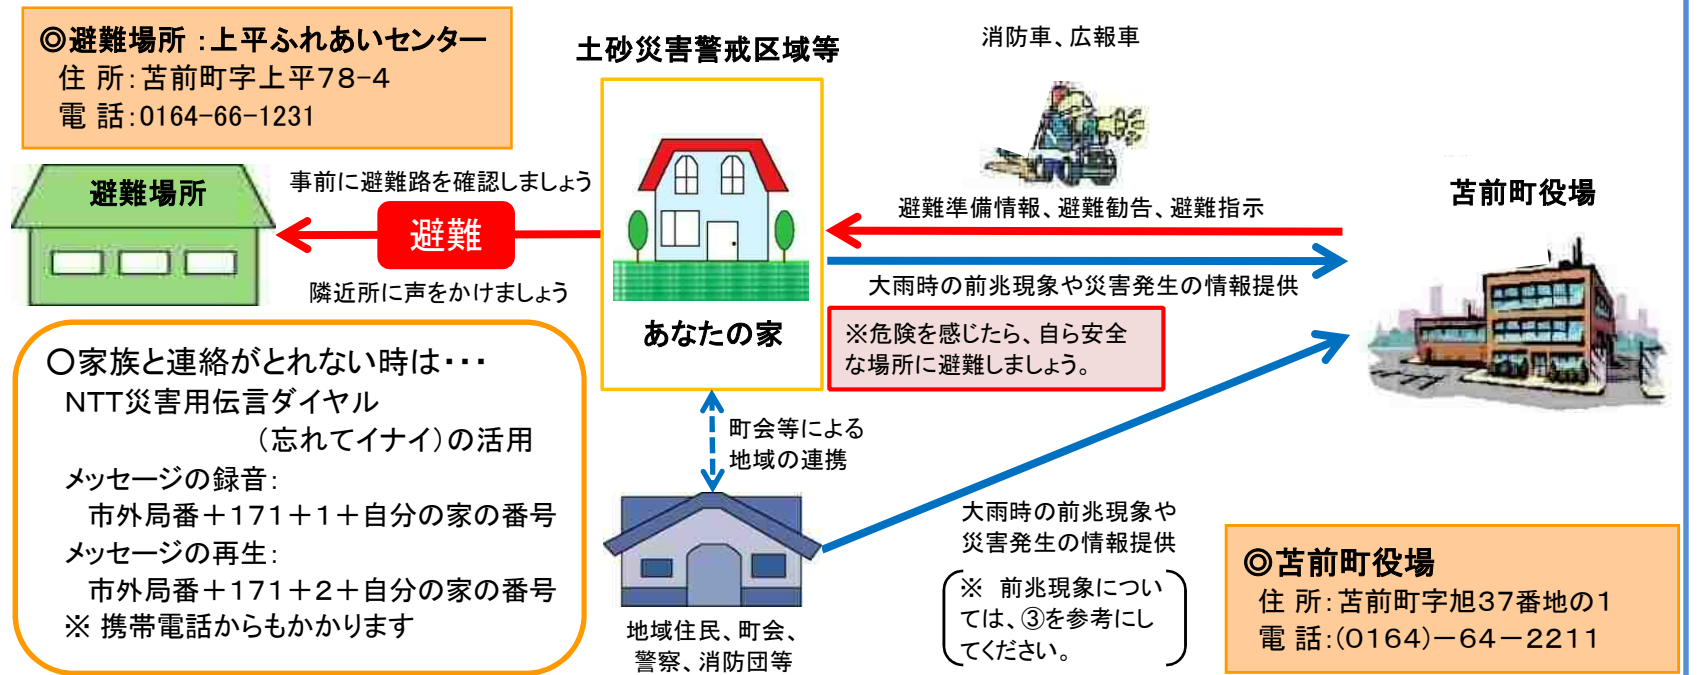 ◎避難場所：上平ふれあいセンター
住 所：苫前町字上平７８-４
電 話：0164-66-1231
土砂災害警戒区域等
消防車、広報車
避難場所
事前に避難路を確認しましょう
避難
隣近所に声をかけましょう
避難準備情報、避難勧告、避難指示
苫前町役場
大雨時の前兆現象や災害発生の情報提供
あなたの家
※危険を感じたら、自ら安全
な場所に避難しましょう。
○家族と連絡がとれない時は・・・
NTT災害用伝言ダイヤル
（忘れてイナイ）の活用
メッセージの録音：
市外局番＋１７１＋１＋自分の家の番号
メッセージの再生：
市外局番＋１７１＋２＋自分の家の番号
※ 携帯電話からもかかります
町会等による
地域の連携
地域住民、町会、
警察、消防団等
大雨時の前兆現象や
災害発生の情報提供
※ 前兆現象につい
ては、③を参考にし
てください。
◎苫前町役場
住 所：苫前町字旭３７番地の１
電 話：（０１６４）－６４－２２１１